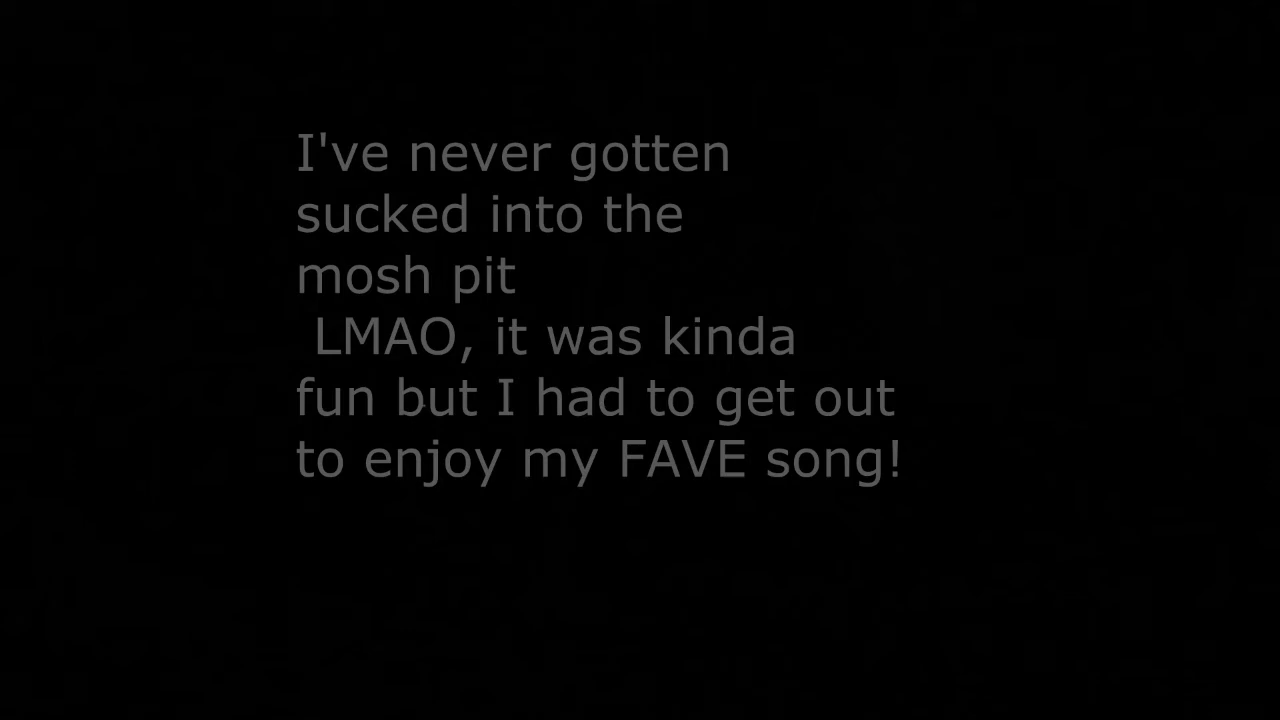 I've never gotten
sucked into the
mosh pit
LMAO, it was kinda
fun but I had to get out
to enjoy my FAVE song!